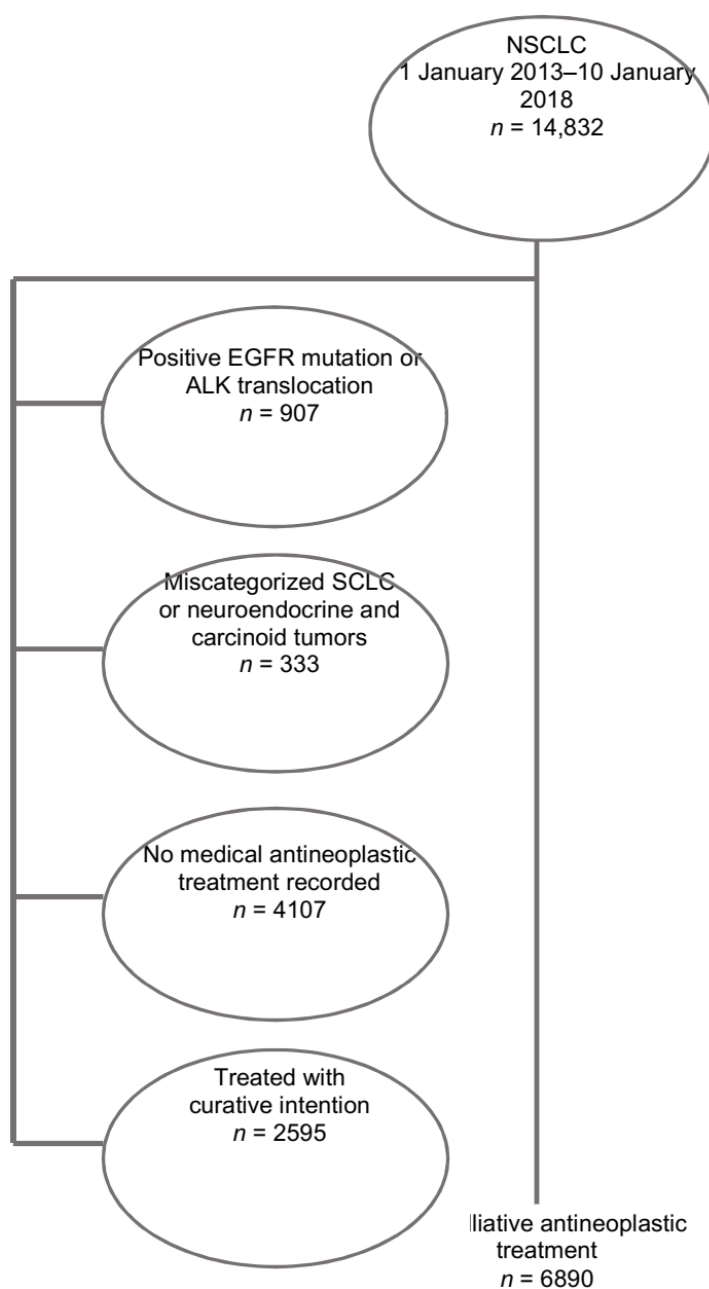 NSCLC
1 January 2013–10 January
2018
n = 14,832
Positive EGFR mutation or
ALK translocation
n = 907
Miscategorized SCLC
or neuroendocrine and
carcinoid tumors
n = 333
No medical antineoplastic
treatment recorded
n = 4107
Treated with
curative intention
n = 2595
antineoplastic
treatment
n = 6890